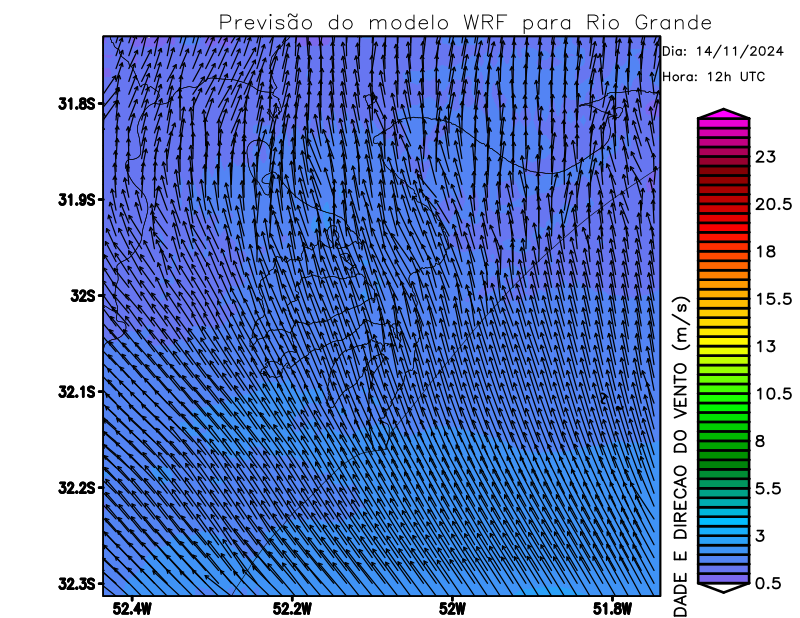 Previsão do modelo WRF para Rio Grande
Dia: 14/11/2024
Hora: 12h UTC
31.8S
31.9S
32S
32.1S
32.2S
32.3S
52.4W
52.2W
52W
51.8W
23
20.5
18
15.5
13
10.5
8
5.5
3
0.5
DADE E DIRECAO DO VENTO (m/s)